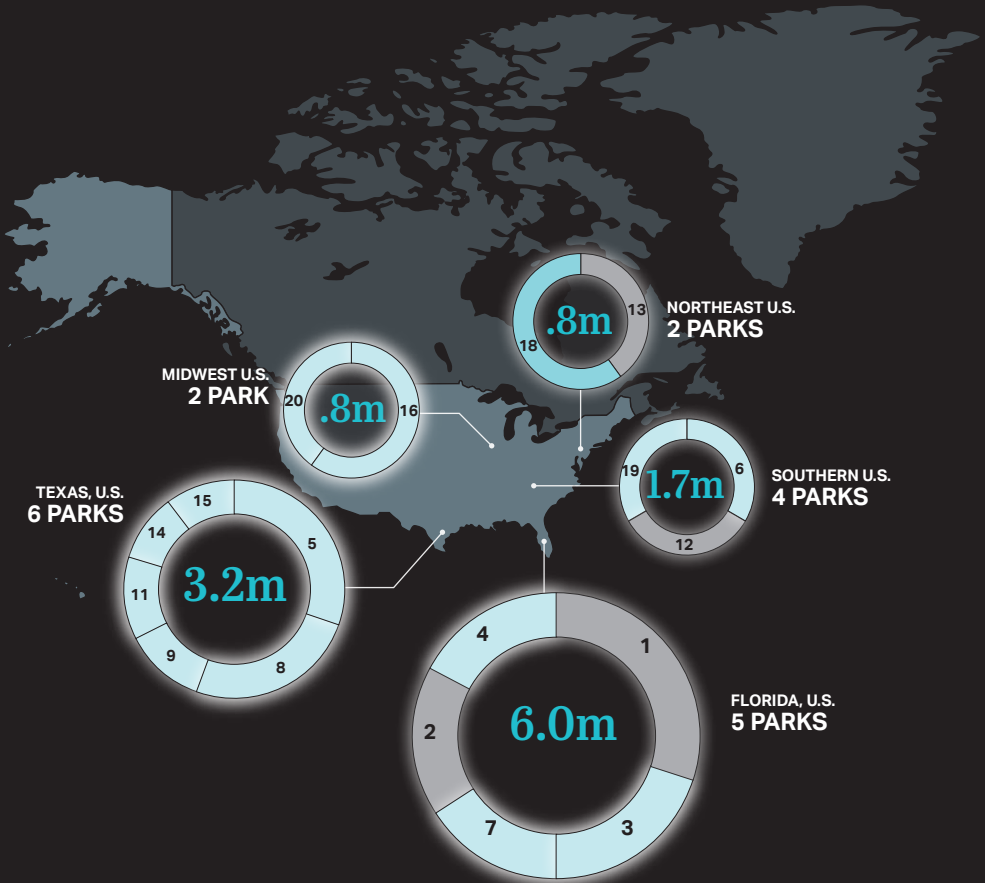 13
.8m
18
NORTHEAST U.S.
2 PARKS
MIDWEST U.S.
2 PARK
20
.8m
16
19
1.7m
6
12
SOUTHERN U.S.
4 PARKS
TEXAS, U.S.
6 PARKS
15
14
5
11
3.2m
9
8
4
1
2
6.0m
7
3
FLORIDA, U.S.
5 PARKS